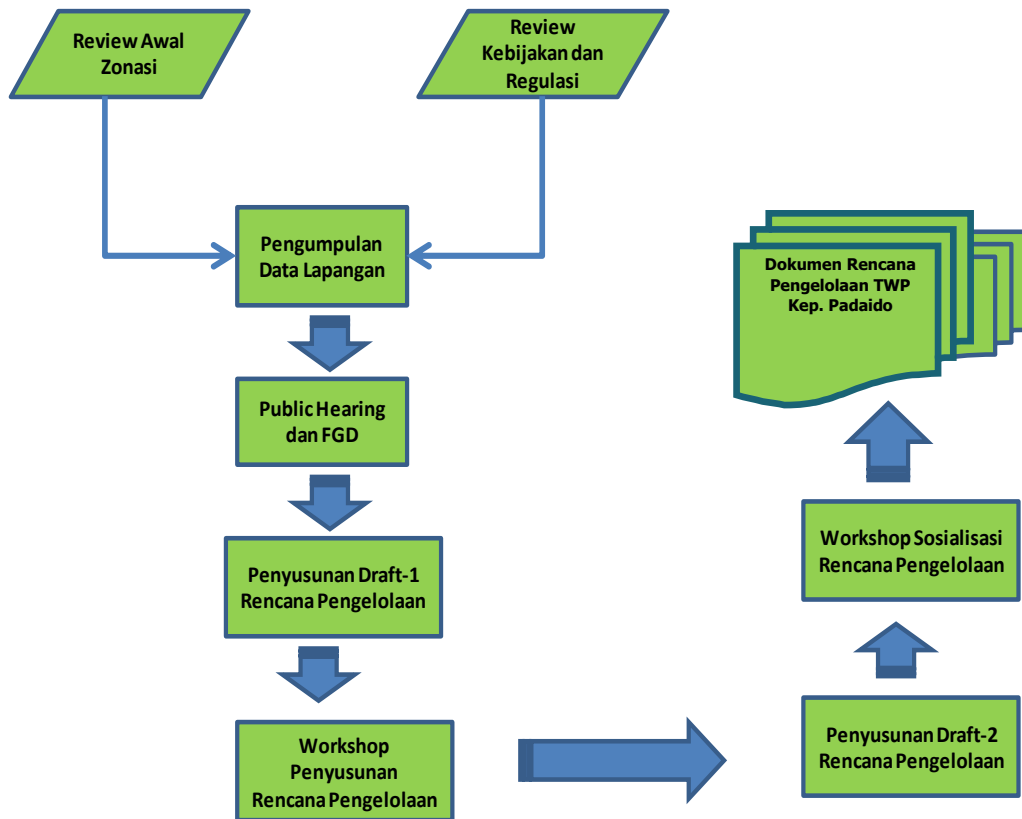 Review Awal
Zonasi
Review
Kebijakan dan
Regulasi
Pengumpulan
Data Lapangan
Public Hearing
dan FGD
Penyusunan Draft-1
Rencana Pengelolaan
Workshop
Penyusunan
Rencana Pengelolaan
Penyusunan Draft-2
Rencana Pengelolaan
Workshop Sosialisasi
Rencana Pengelolaan
Dokumen Rencana
Pengelolaan TWP
Kep. Padaido